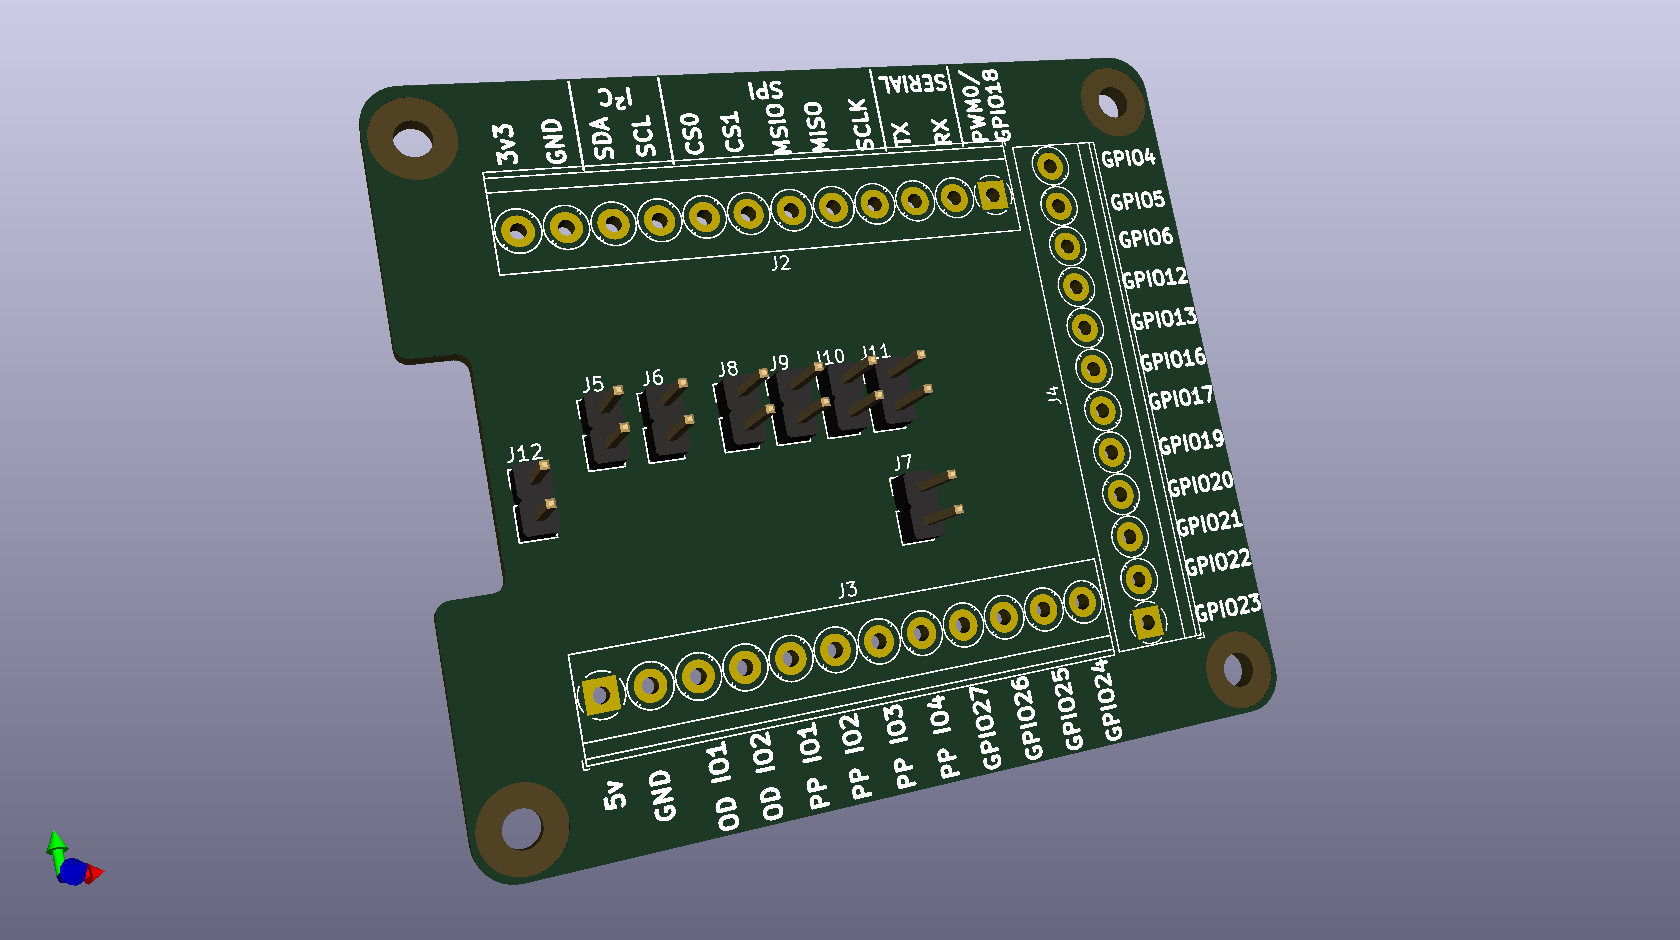 I²C
SPI
SERIAL
3v3
GND
SDA
SCL
CS0
CS1
MSIO
MISO
SCLK
TX
RX
PWM0/
GPIO18
J2
GPIO4
GPIO5
GPIO6
GPIO12
GPIO13
GPIO16
GPIO17
GPIO19
GPIO20
GPIO21
GPIO22
GPIO23
J4
J5
J6
J8
J9
J10
J11
J12
J7
J3
5v
GND
OD IO1
OD IO2
PP IO1
PP IO2
PP IO3
PP IO4
GPIO27
GPIO26
GPIO25
GPIO24